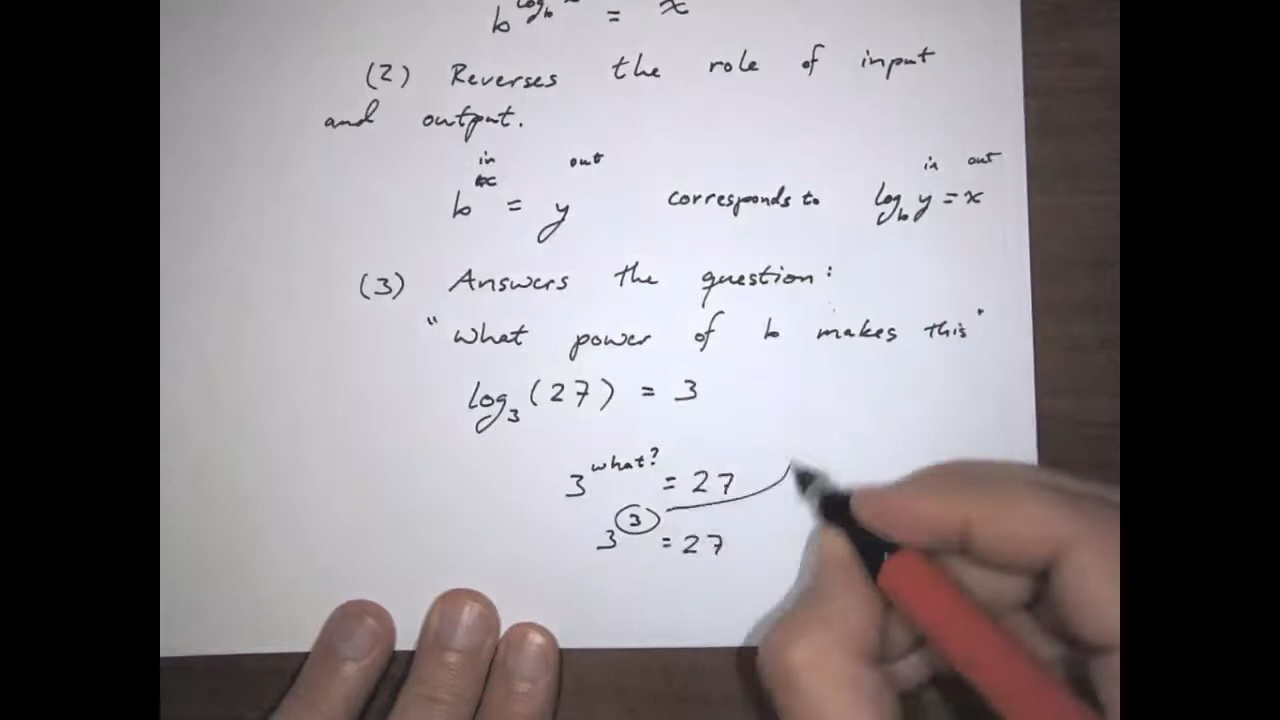 b^log_b x = x
(2) Reverses the role of input
and output.
in out in out
b^x = y corresponds to log_b y = x
(3) Answers the question:
"What power of b makes this"
log_3(27) = 3
3^what? = 27
3^3 = 27